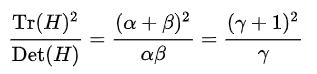 Tr(H)²/Det(H) = (α + β)²/αβ = (γ + 1)²/γ